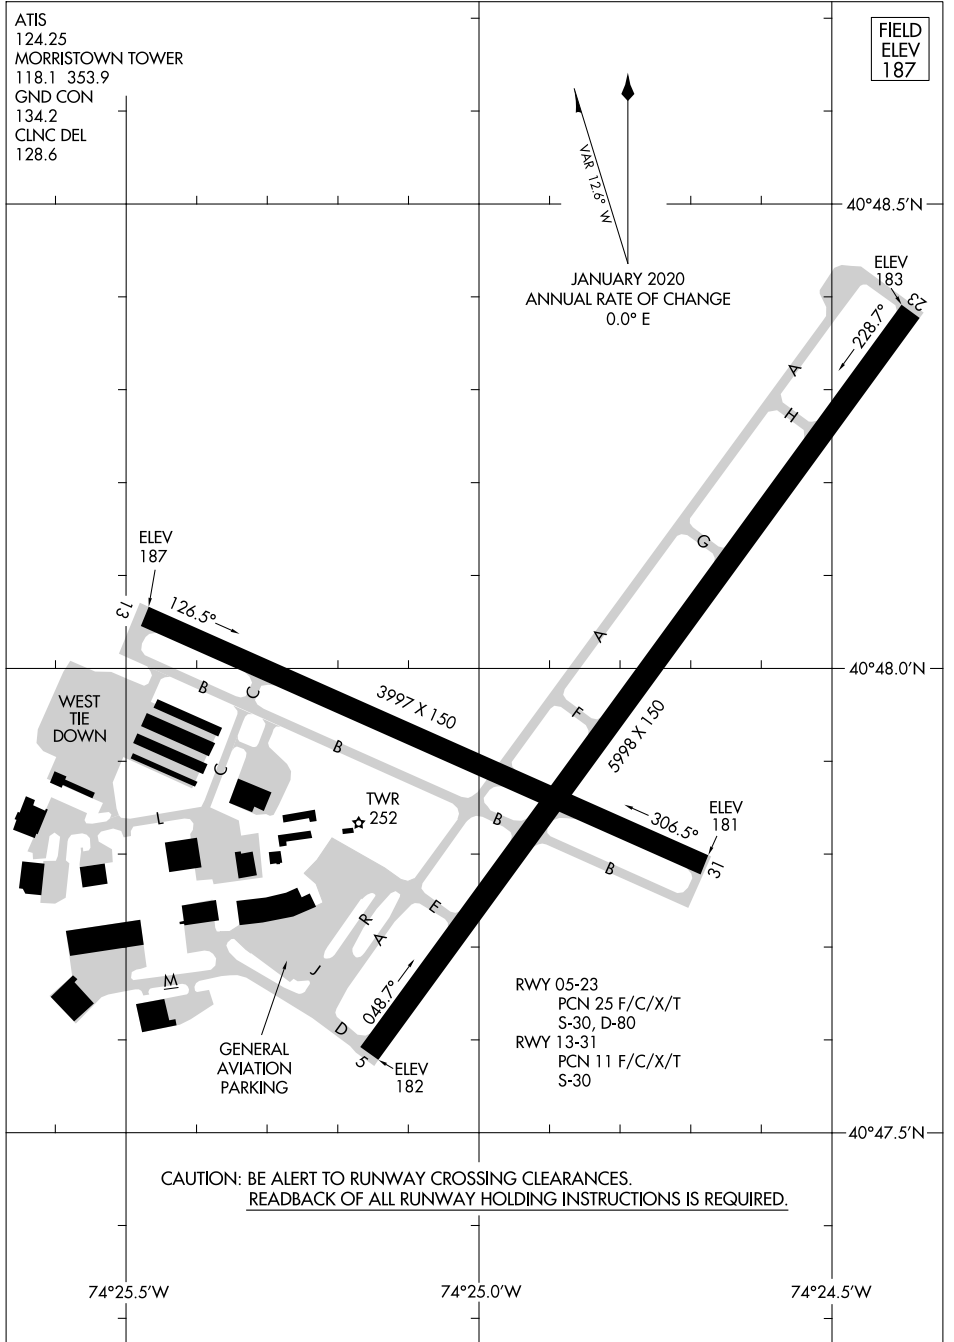 ATIS
124.25
MORRISTOWN TOWER
118.1 353.9
GND CON
134.2
CLNC DEL
128.6
FIELD
ELEV
187
VAR 12.6° W
JANUARY 2020
ANNUAL RATE OF CHANGE
0.0° E
40°48.5'N
ELEV
183
23
228.7°
A
H
G
A
F
ELEV
187
13
126.5°
3997 X 150
5998 X 150
40°48.0'N
B
C
B
C
WEST
TIE
DOWN
TWR
252
L
B
306.5°
ELEV
181
31
B
E
R
A
J
M
048.7°
D
5
ELEV
182
GENERAL
AVIATION
PARKING
RWY 05-23
PCN 25 F/C/X/T
S-30, D-80
RWY 13-31
PCN 11 F/C/X/T
S-30
40°47.5'N
CAUTION: BE ALERT TO RUNWAY CROSSING CLEARANCES.
READBACK OF ALL RUNWAY HOLDING INSTRUCTIONS IS REQUIRED.
74°25.5'W
74°25.0'W
74°24.5'W